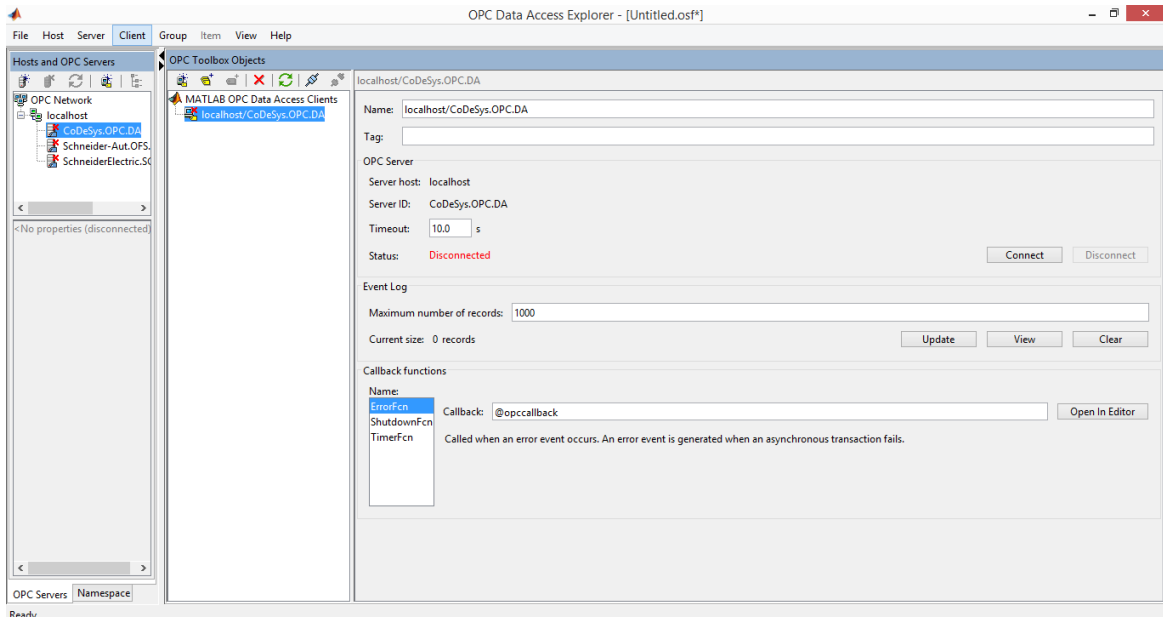 OPC Data Access Explorer - [Untitled.osf*]
File Host Server Client Group Item View Help
Hosts and OPC Servers
OPC Network
localhost
CoDeSys.OPC.DA
Schneider-Aut.OFS.
SchneiderElectric.SO
<No properties (disconnected)
OPC Servers Namespace
OPC Toolbox Objects
MATLAB OPC Data Access Clients
localhost/CoDeSys.OPC.DA
localhost/CoDeSys.OPC.DA
Name: localhost/CoDeSys.OPC.DA
Tag:
OPC Server
Server host: localhost
Server ID: CoDeSys.OPC.DA
Timeout: 10.0 s
Status: Disconnected Connect Disconnect
Event Log
Maximum number of records: 1000
Current size: 0 records Update View Clear
Callback functions
Name:
ErrorFcn
ShutdownFcn
TimerFcn
Callback: @opccallback Open In Editor
Called when an error event occurs. An error event is generated when an asynchronous transaction fails.
Ready